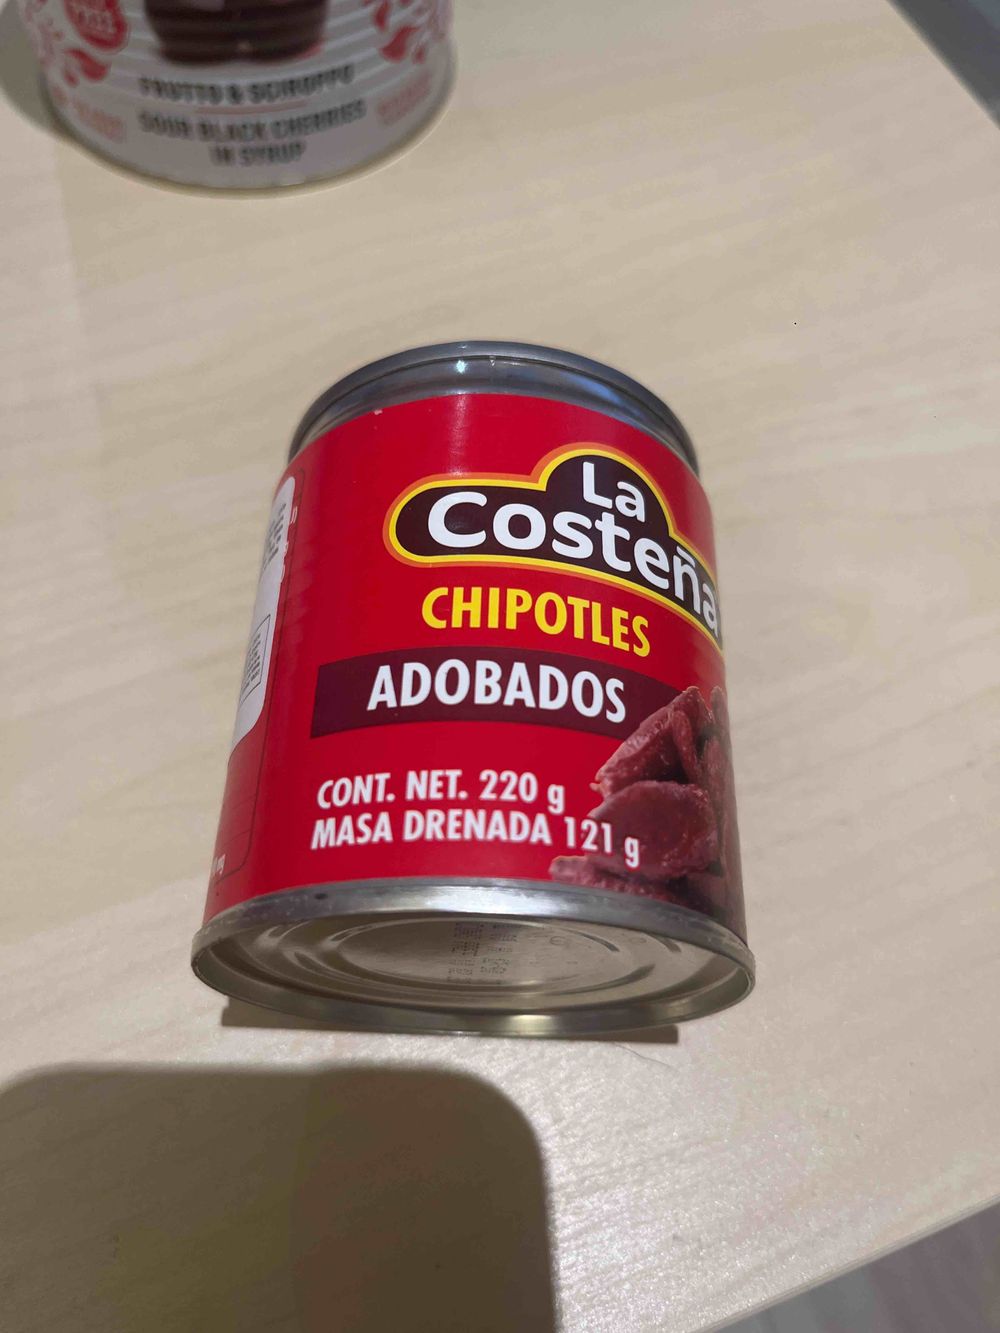 FRUTTO & SCIROPPO
SOUR BLACK CHERRIES
IN SYRUP
La
Costeña
CHIPOTLES
ADOBADOS
CONT. NET. 220 g
MASA DRENADA 121 g